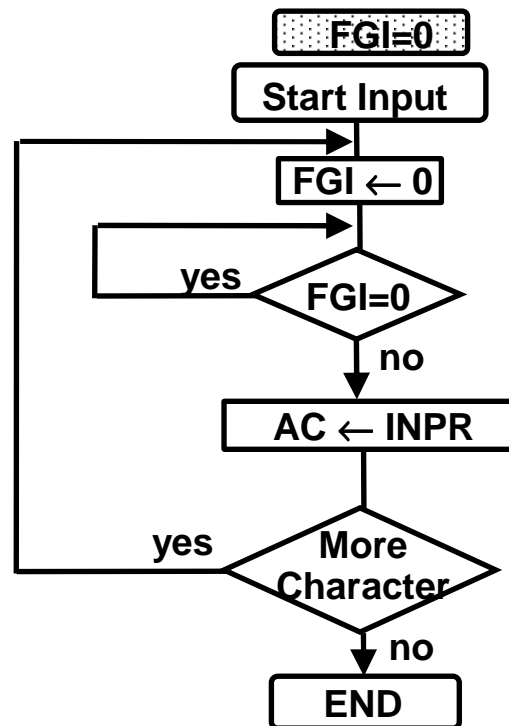 FGI=0
Start Input
FGI ← 0
yes
FGI=0
no
AC ← INPR
yes
More
Character
no
END